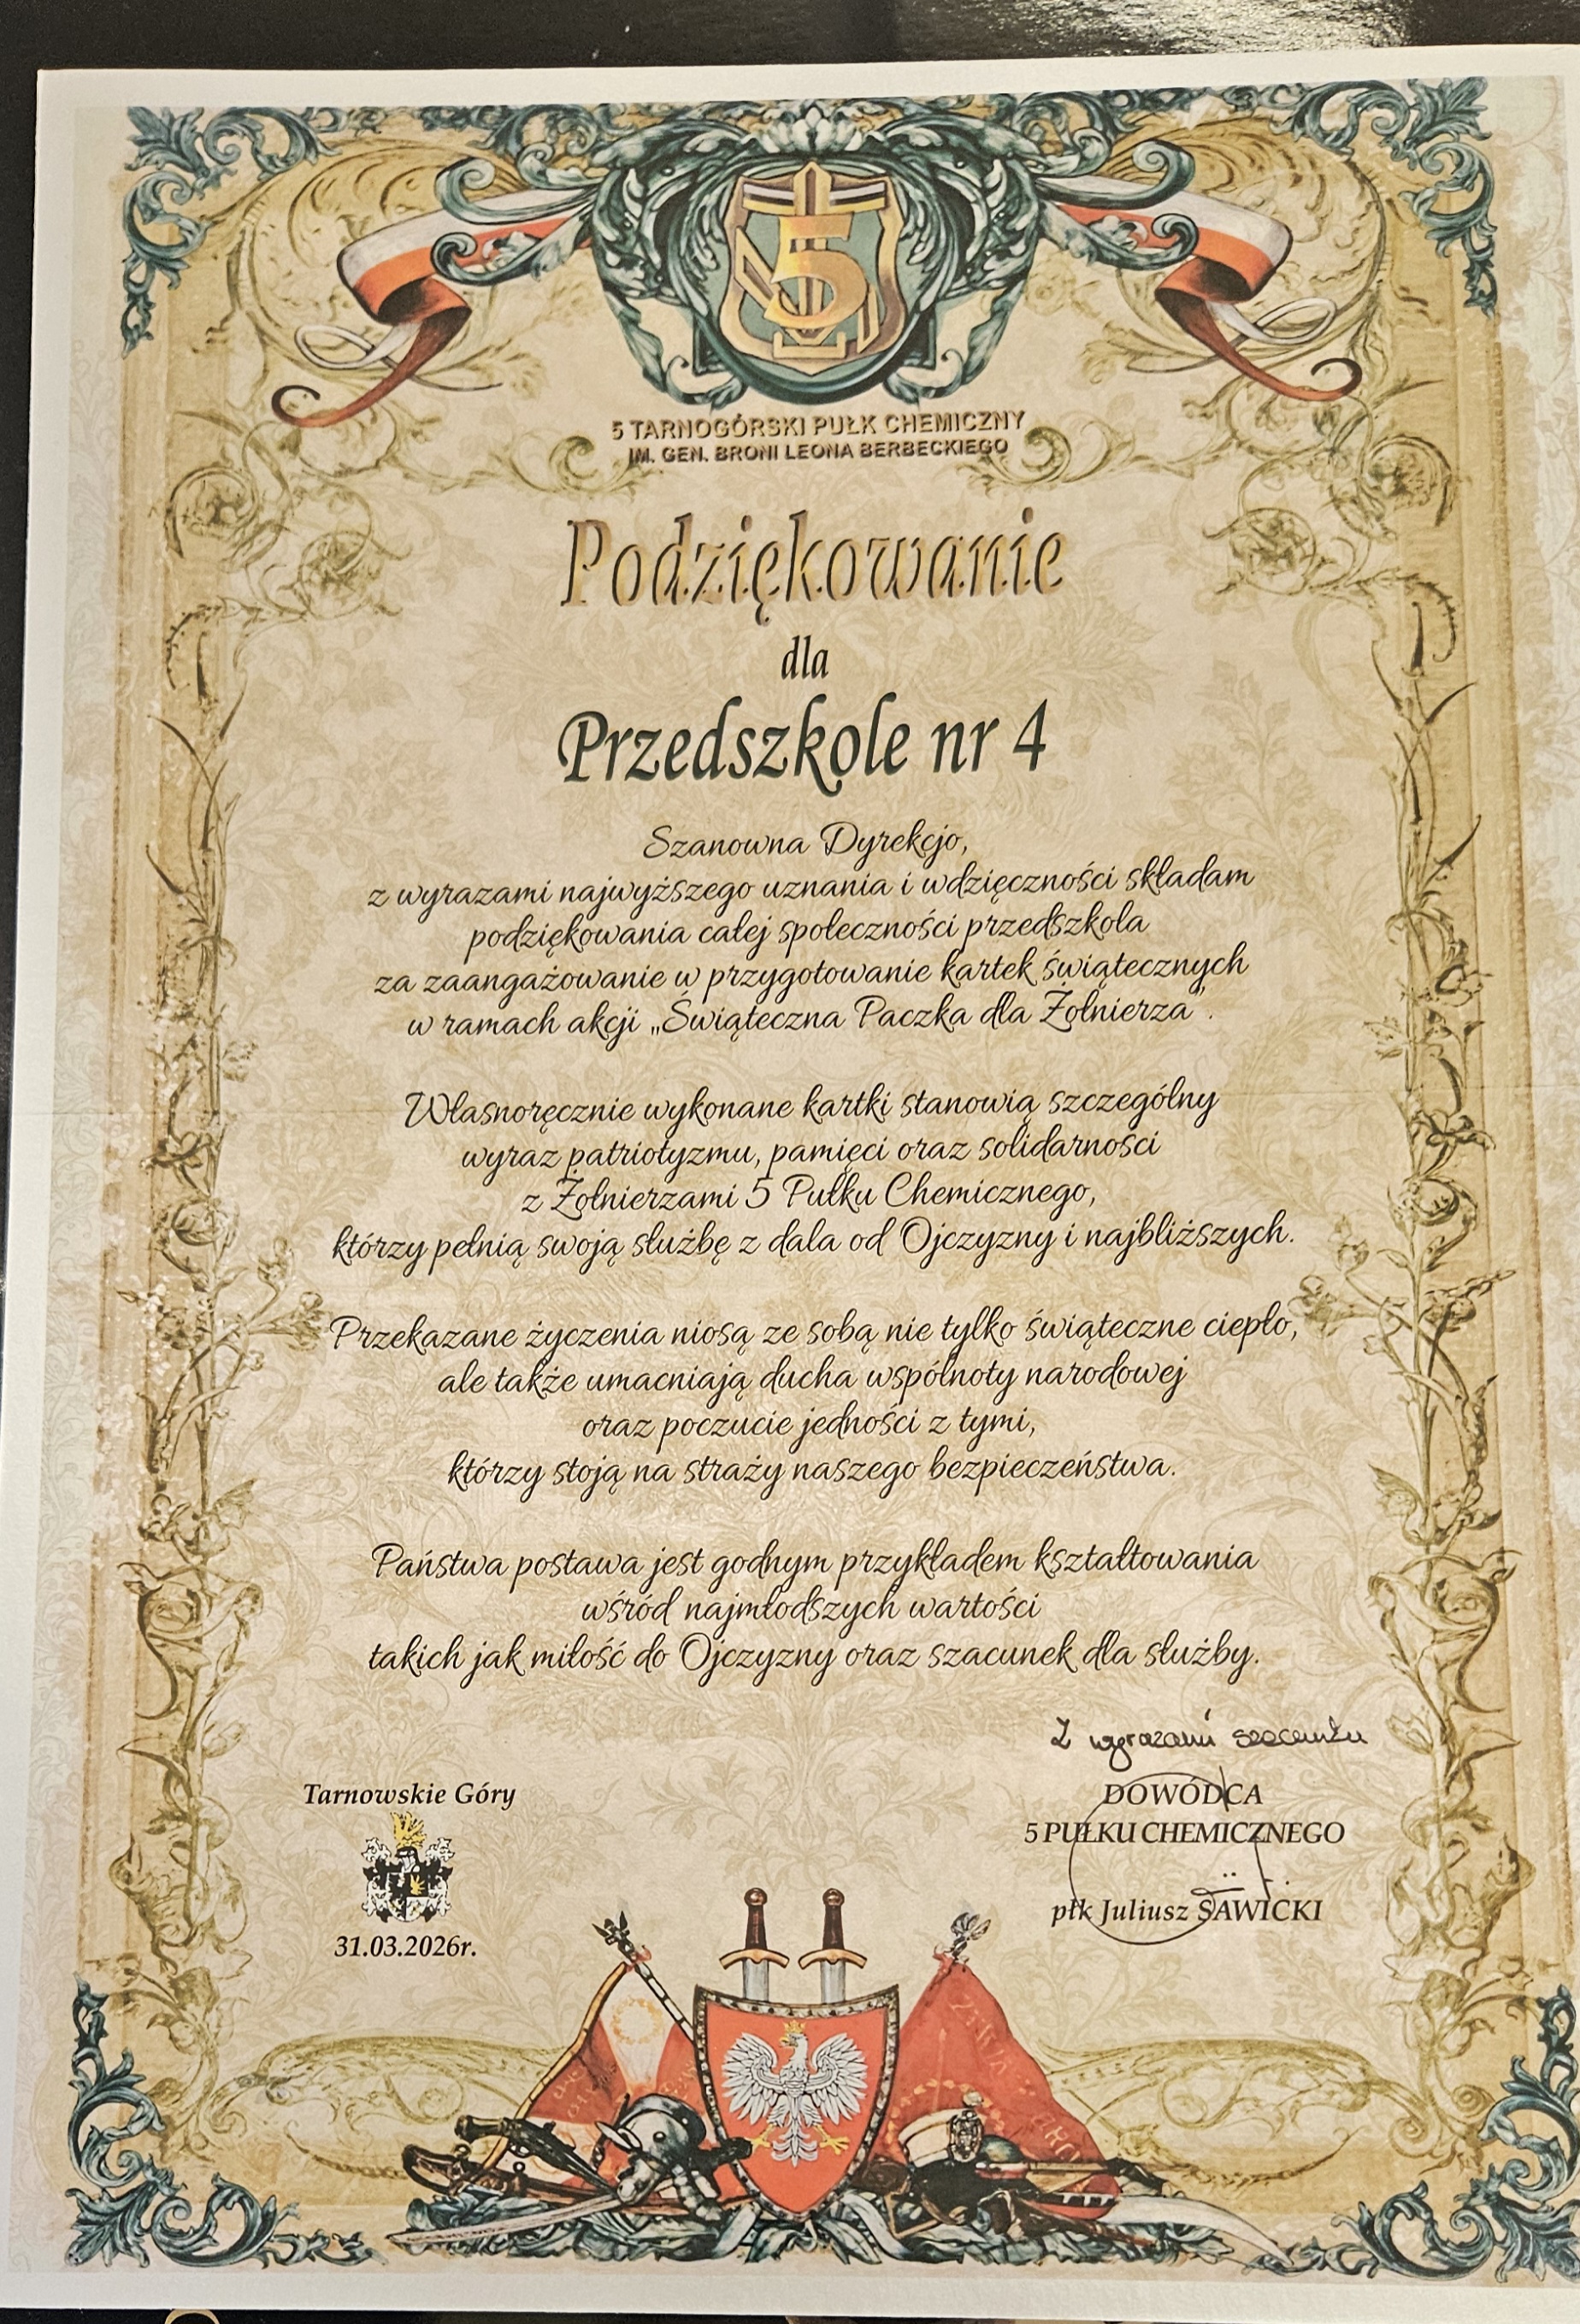 5
5 TARNOGÓRSKI PUŁK CHEMICZNY
IM. GEN. BRONI LEONA BERBECKIEGO
Podziękowanie
dla
Przedszkole nr 4
Szanowna Dyrekcjo,
z wyrazami najwyższego uznania i wdzięczności składam
podziękowania całej społeczności przedszkola
za zaangażowanie w przygotowanie kartek świątecznych
w ramach akcji „Świąteczna Paczka dla Żołnierza”.
Własnoręcznie wykonane kartki stanowią szczególny
wyraz patriotyzmu, pamięci oraz solidarności
z Żołnierzami 5 Pułku Chemicznego,
którzy pełnią swoją służbę z dala od Ojczyzny i najbliższych.
Przekazane życzenia niosą ze sobą nie tylko świąteczne ciepło,
ale także umacniają ducha wspólnoty narodowej
oraz poczucie jedności z tymi,
którzy stoją na straży naszego bezpieczeństwa.
Państwa postawa jest godnym przykładem kształtowania
wśród najmłodszych wartości
takich jak miłość do Ojczyzny oraz szacunek dla służby.
Z wyrazami szacunku
Tarnowskie Góry
31.03.2026r.
DOWÓDCA
5 PUŁKU CHEMICZNEGO
płk Juliusz SAWICKI